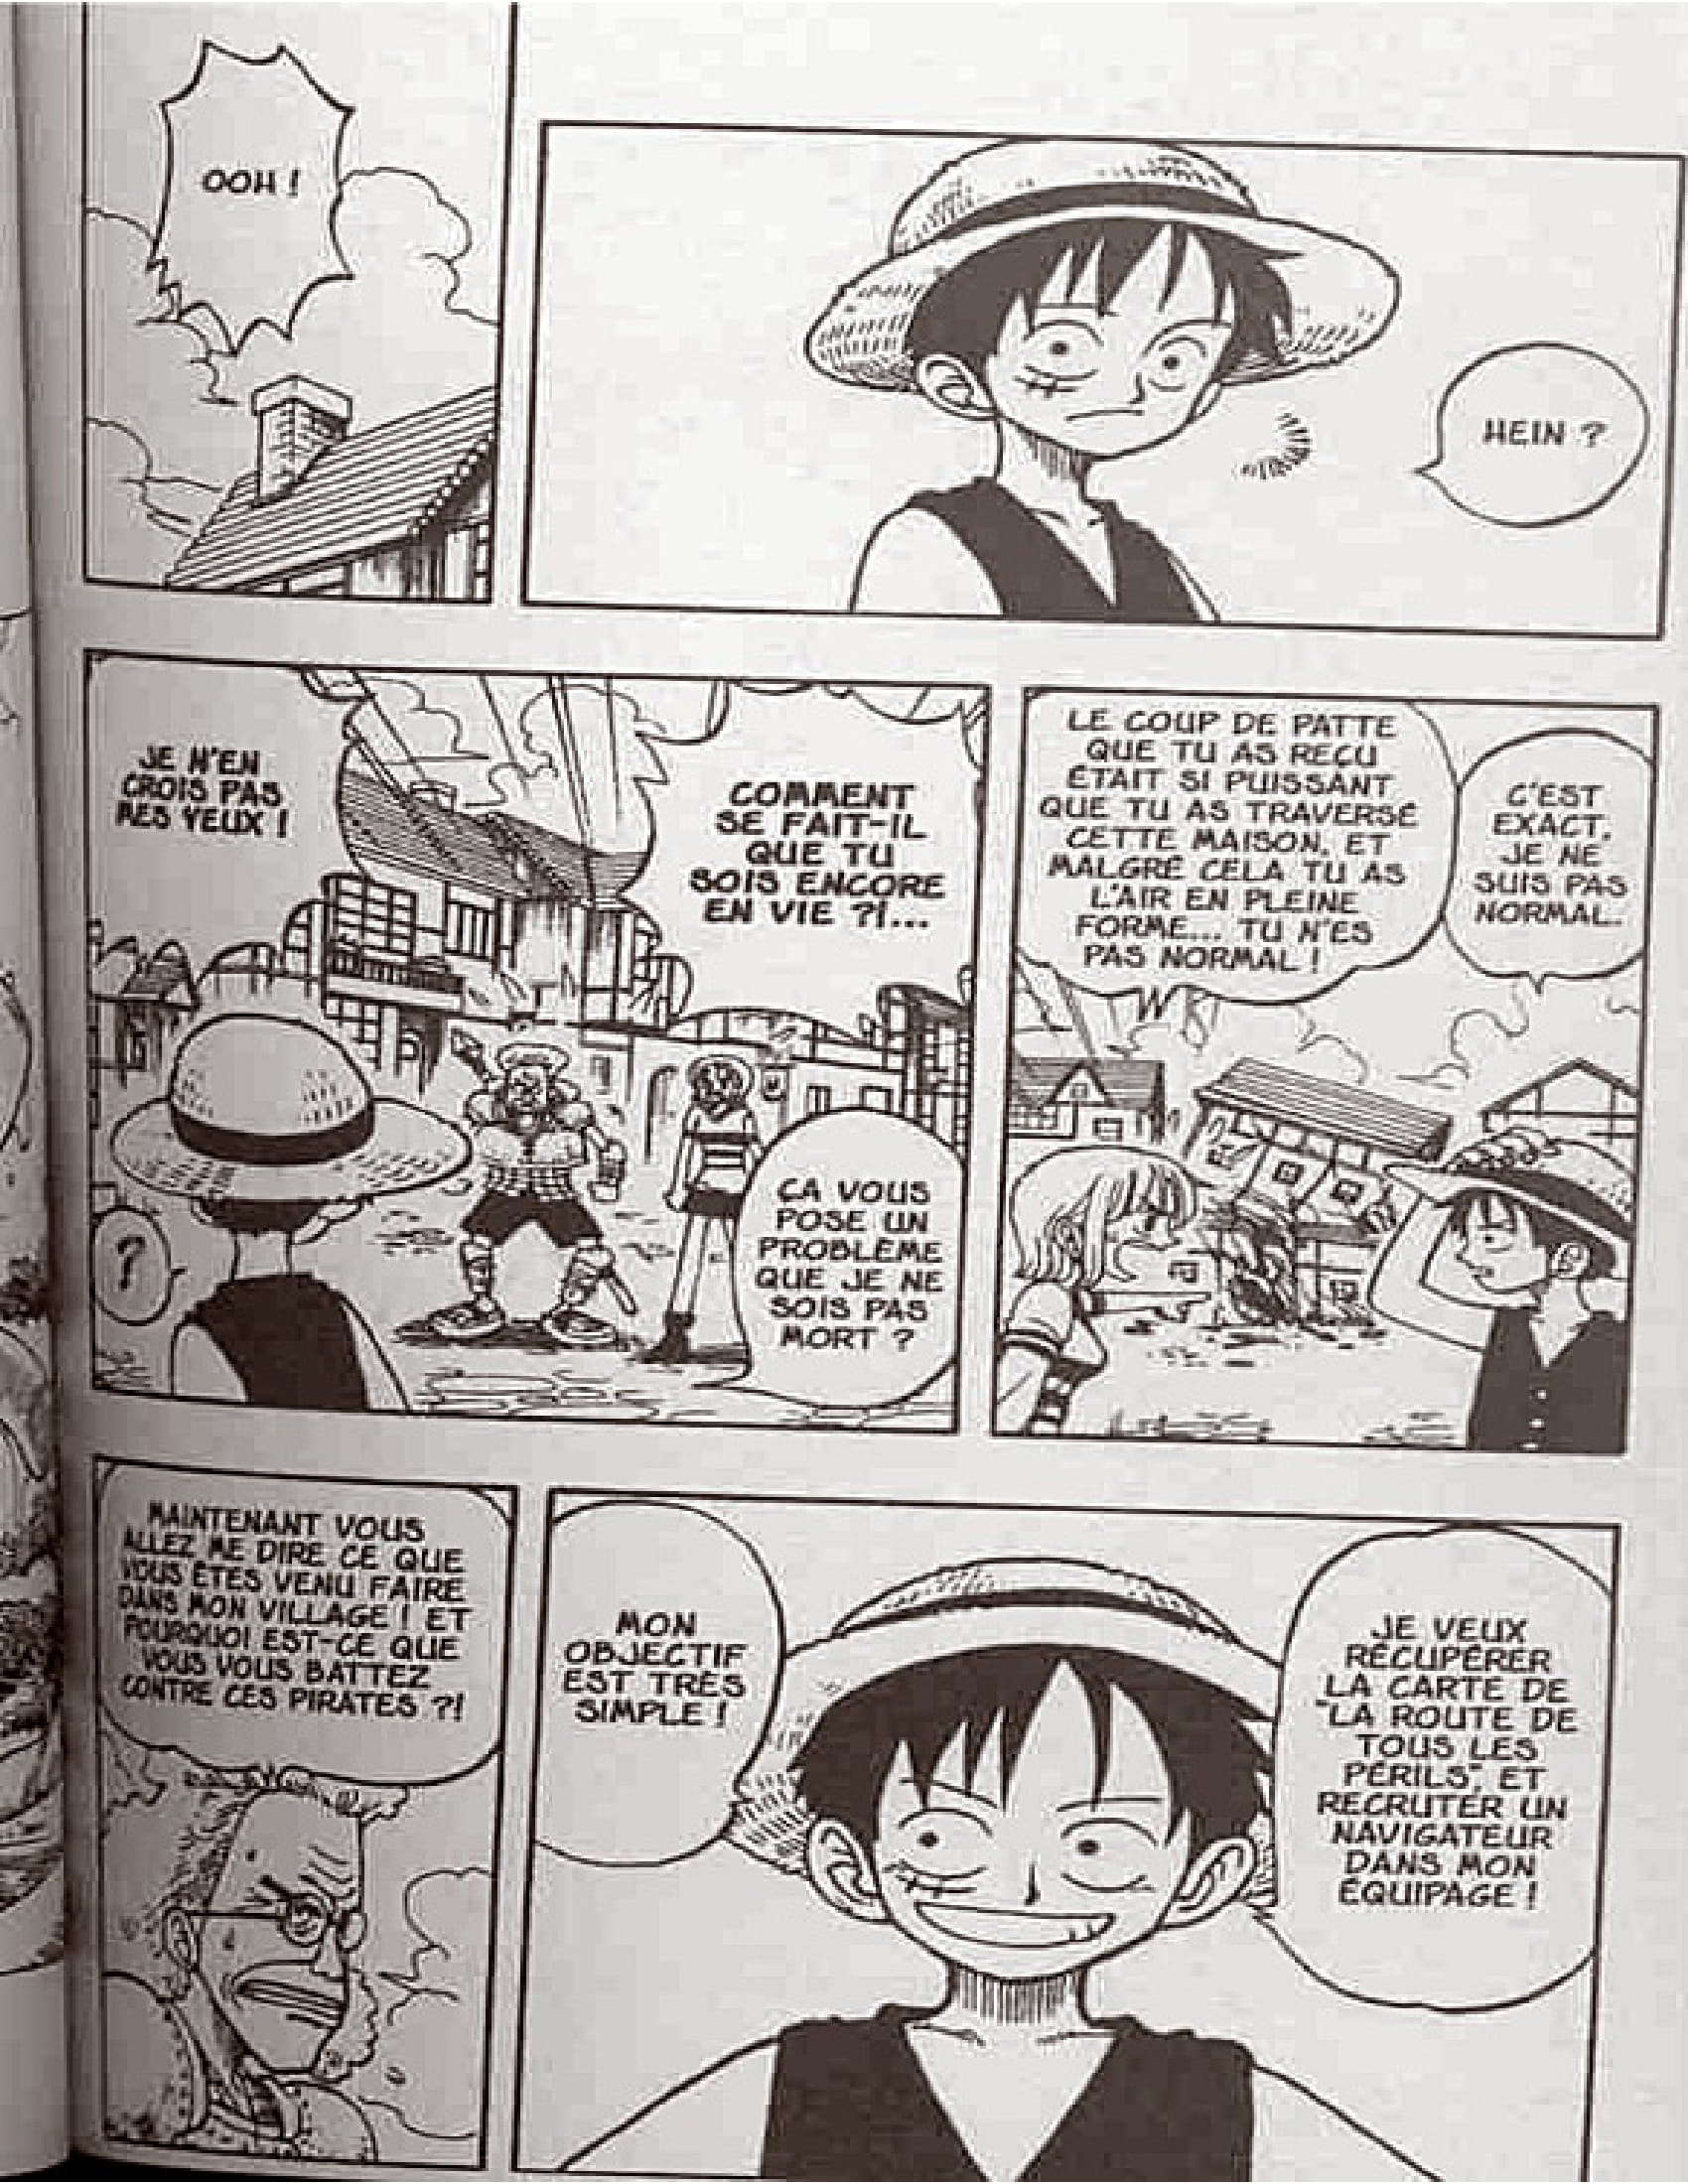 OOH !
HEIN ?
JE N'EN
CROIS PAS
MES YEUX !
COMMENT
SE FAIT-IL
QUE TU
SOIS ENCORE
EN VIE ?!...
?
ÇA VOUS
POSE UN
PROBLÈME
QUE JE NE
SOIS PAS
MORT ?
LE COUP DE PATTE
QUE TU AS REÇU
ÉTAIT SI PUISSANT
QUE TU AS TRAVERSÉ
CETTE MAISON, ET
MALGRÉ CELA TU AS
L'AIR EN PLEINE
FORME... TU N'ES
PAS NORMAL !
C'EST
EXACT,
JE NE
SUIS PAS
NORMAL.
MAINTENANT VOUS
ALLEZ ME DIRE CE QUE
VOUS ÊTES VENU FAIRE
DANS MON VILLAGE ! ET
POURQUOI EST-CE QUE
VOUS VOUS BATTEZ
CONTRE CES PIRATES ?!
MON
OBJECTIF
EST TRÈS
SIMPLE !
JE VEUX
RÉCUPÉRER
LA CARTE DE
"LA ROUTE DE
TOUS LES
PÉRILS", ET
RECRUTER UN
NAVIGATEUR
DANS MON
ÉQUIPAGE !